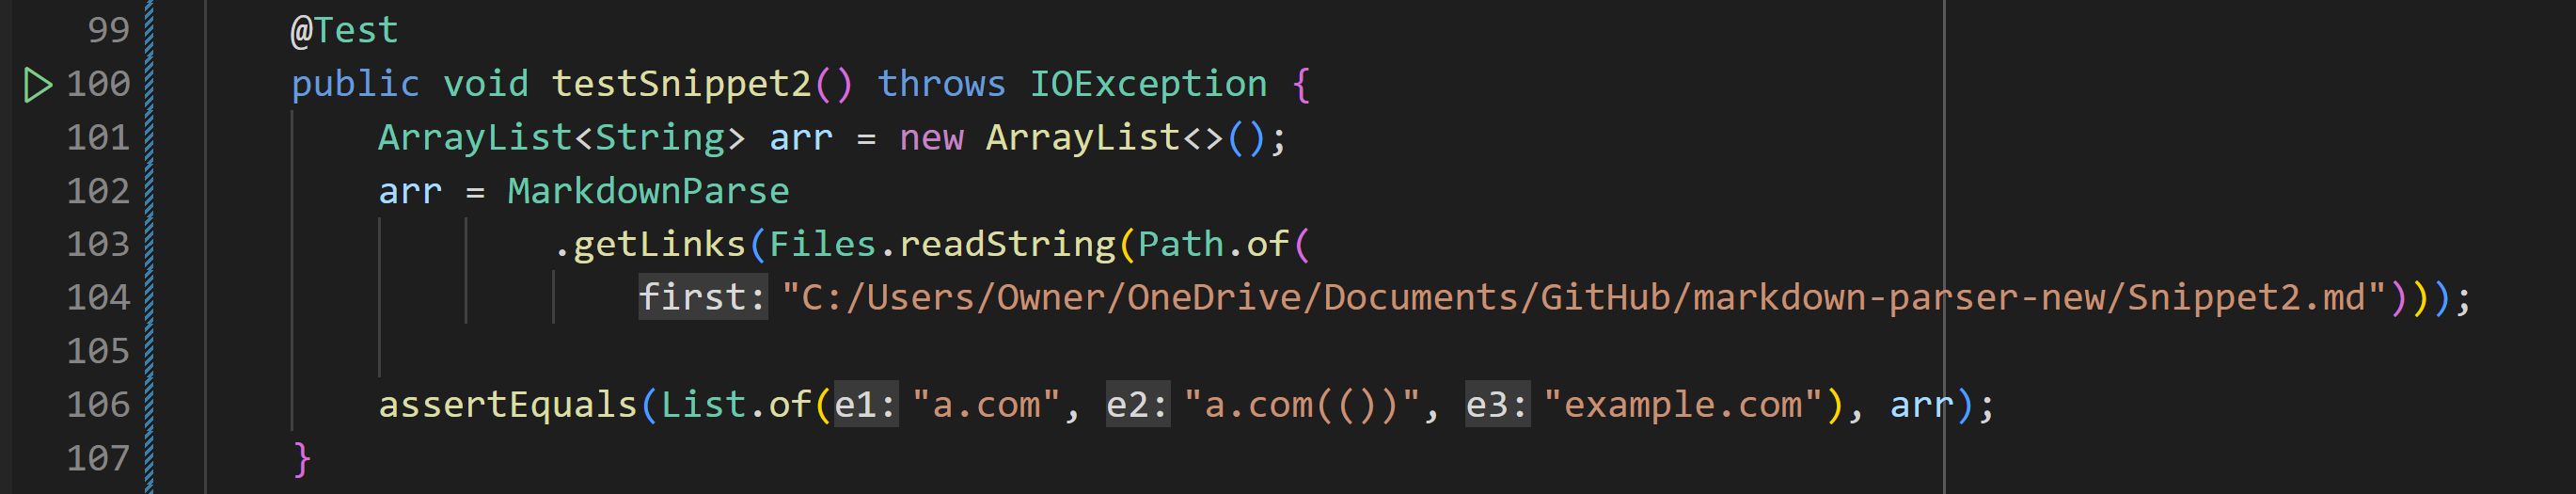 99 @Test
100 public void testSnippet2() throws IOException {
101 ArrayList<String> arr = new ArrayList<>();
102 arr = MarkdownParse
103 .getLinks(Files.readString(Path.of(
104 first: "C:/Users/Owner/OneDrive/Documents/GitHub/markdown-parser-new/Snippet2.md")));
105
106 assertEquals(List.of(e1: "a.com", e2: "a.com(())", e3: "example.com"), arr);
107 }